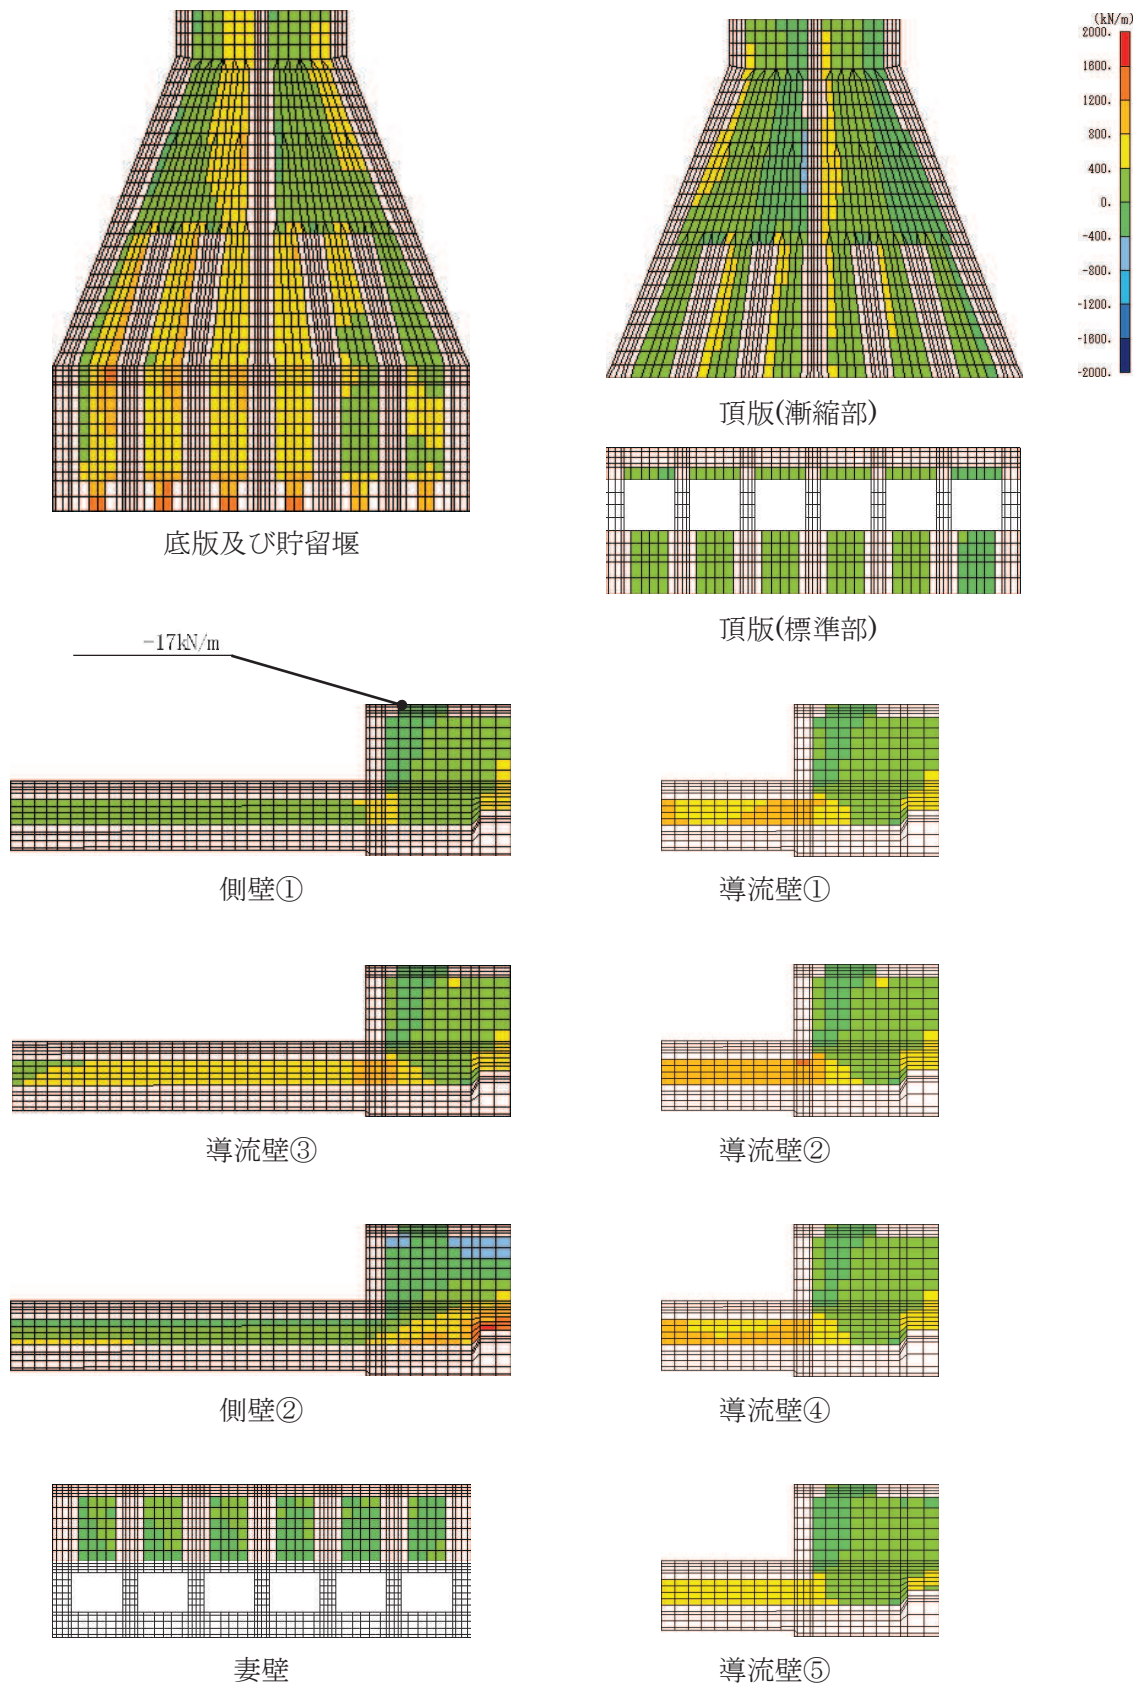 (kN/m)
2000.
1600.
1200.
800.
400.
0.
-400.
-800.
-1200.
-1600.
-2000.
頂版(漸縮部)
底版及び貯留堰
頂版(標準部)
-17kN/m
側壁①
導流壁①
導流壁③
導流壁②
側壁②
導流壁④
妻壁
導流壁⑤